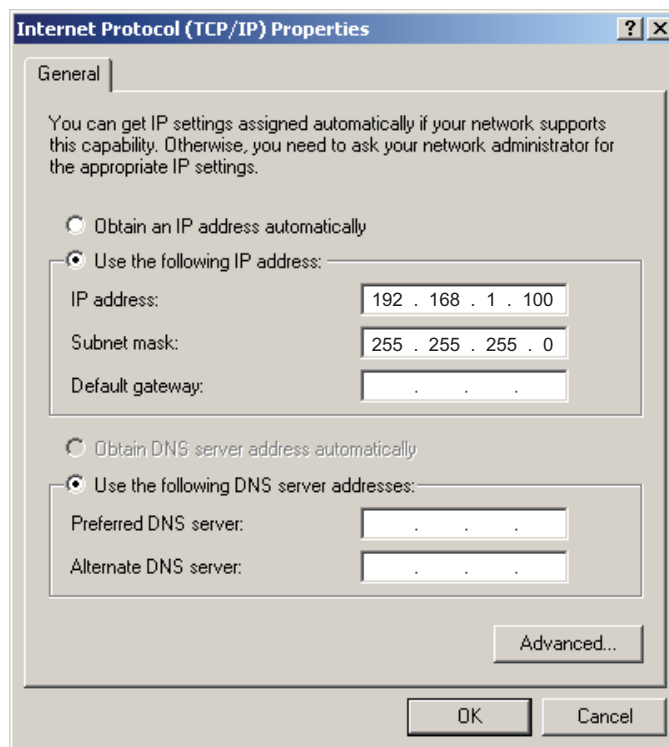 Internet Protocol (TCP/IP) Properties
General
You can get IP settings assigned automatically if your network supports
this capability. Otherwise, you need to ask your network administrator for
the appropriate IP settings.
Obtain an IP address automatically
Use the following IP address:
IP address: 192 . 168 . 1 . 100
Subnet mask: 255 . 255 . 255 . 0
Default gateway: . . .
Obtain DNS server address automatically
Use the following DNS server addresses:
Preferred DNS server: . . .
Alternate DNS server: . . .
Advanced...
OK Cancel